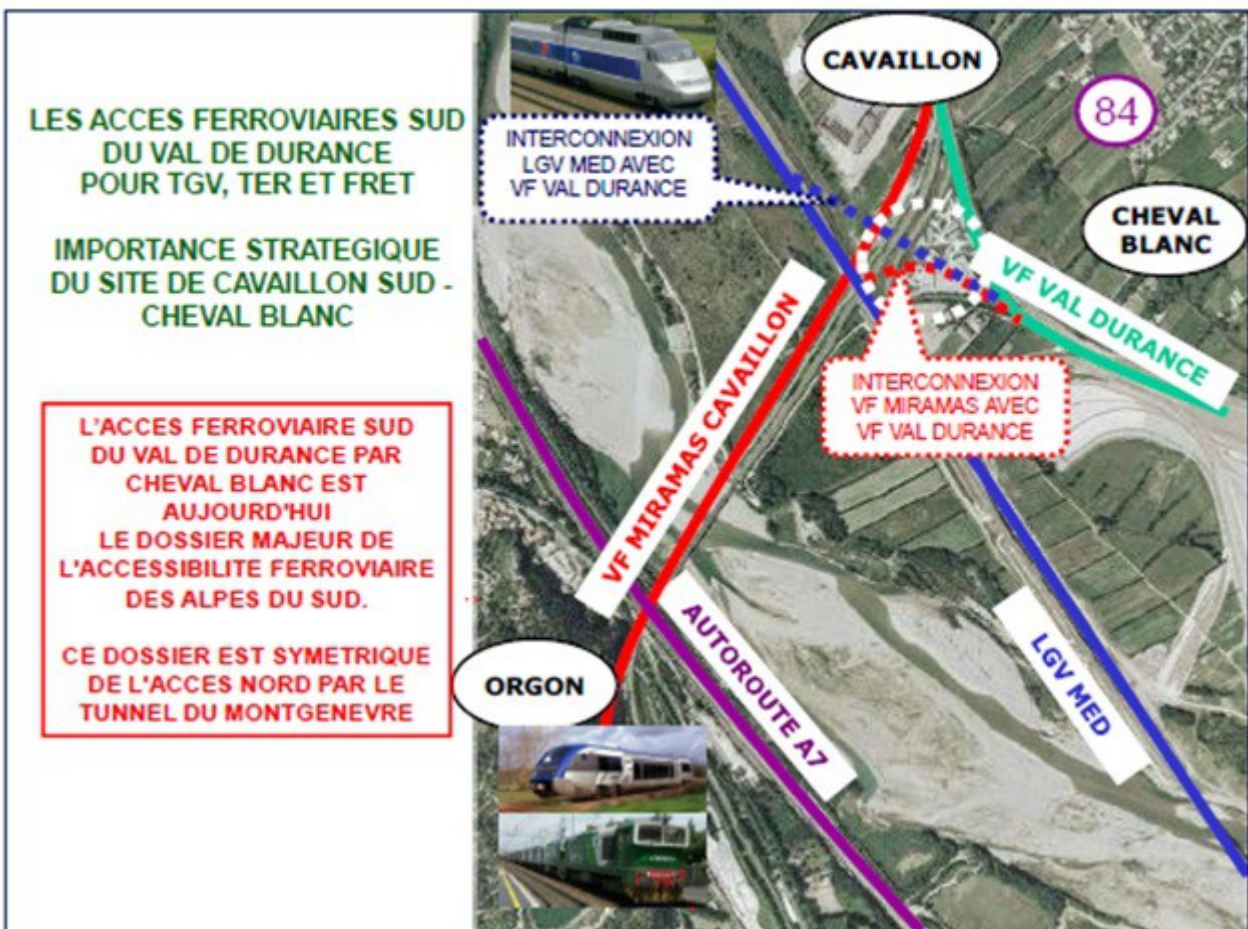 LES ACCES FERROVIAIRES SUD
DU VAL DE DURANCE
POUR TGV, TER ET FRET
IMPORTANCE STRATEGIQUE
DU SITE DE CAVAILLON SUD -
CHEVAL BLANC
L'ACCES FERROVIAIRE SUD
DU VAL DE DURANCE PAR
CHEVAL BLANC EST
AUJOURD'HUI
LE DOSSIER MAJEUR DE
L'ACCESSIBILITE FERROVIAIRE
DES ALPES DU SUD.
CE DOSSIER EST SYMETRIQUE
DE L'ACCES NORD PAR LE
TUNNEL DU MONTGENEVRE
INTERCONNEXION
LGV MED AVEC
VF VAL DURANCE
CAVAILLON
84
CHEVAL
BLANC
VF VAL DURANCE
INTERCONNEXION
VF MIRAMAS AVEC
VF VAL DURANCE
VF MIRAMAS CAVAILLON
AUTOROUTE A7
LGV MED
ORGON